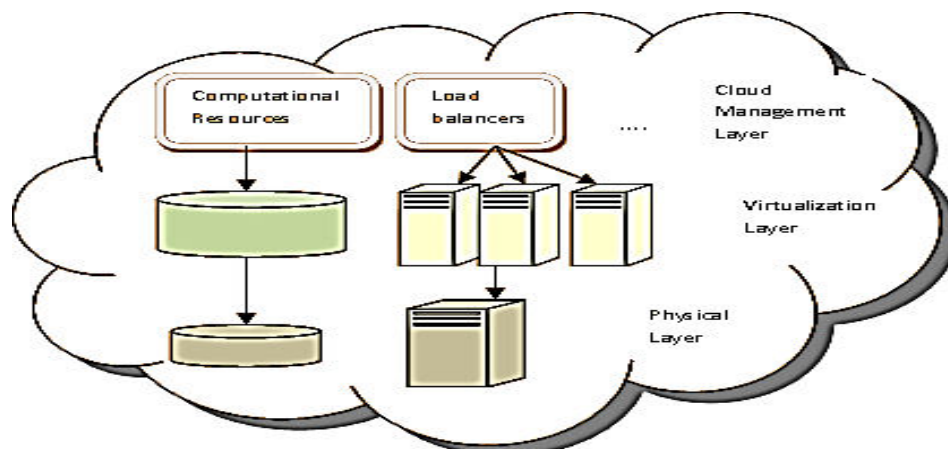 Computational
Resources
Load
balancers
....
Cloud
Management
Layer
Virtualization
Layer
Physical
Layer